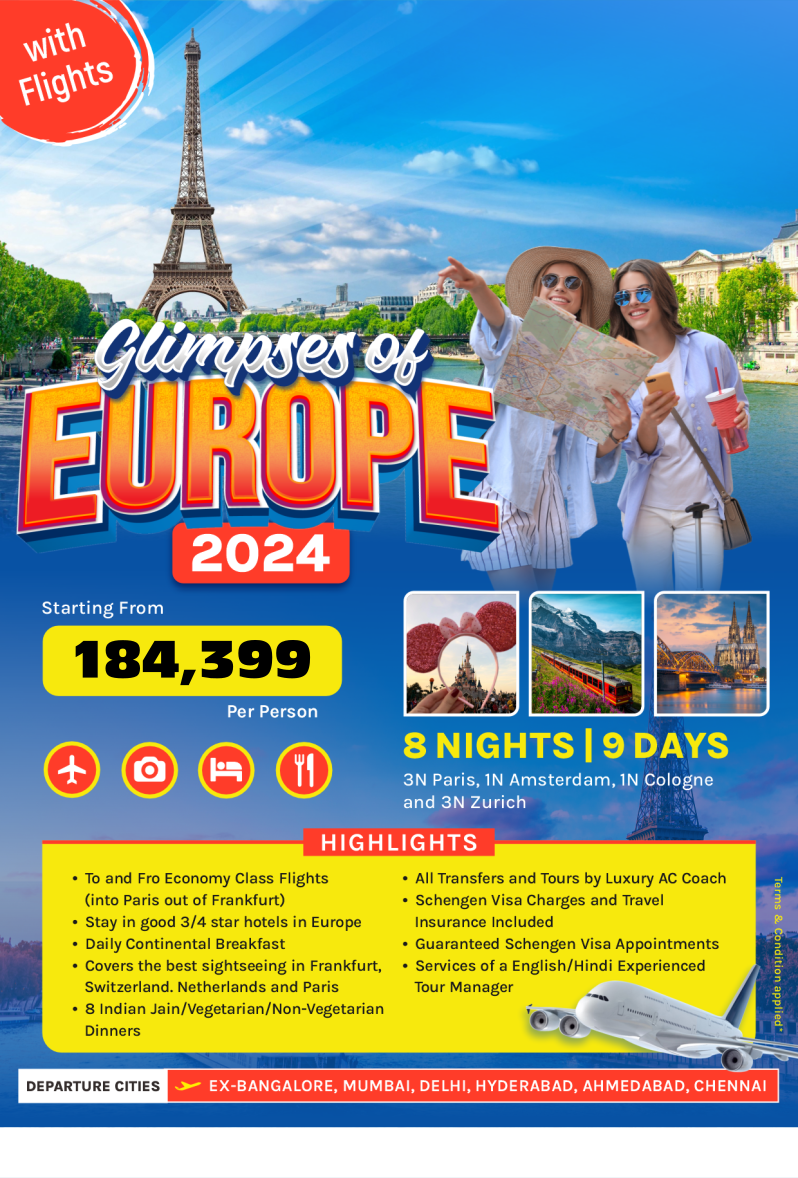 with
Flights
Glimpses of
EUROPE
2024
Starting From
184,399
Per Person
8 NIGHTS | 9 DAYS
3N Paris, 1N Amsterdam, 1N Cologne
and 3N Zurich
HIGHLIGHTS
• To and Fro Economy Class Flights
(into Paris out of Frankfurt)
• Stay in good 3/4 star hotels in Europe
• Daily Continental Breakfast
• Covers the best sightseeing in Frankfurt,
Switzerland. Netherlands and Paris
• 8 Indian Jain/Vegetarian/Non-Vegetarian
Dinners
• All Transfers and Tours by Luxury AC Coach
• Schengen Visa Charges and Travel
Insurance Included
• Guaranteed Schengen Visa Appointments
• Services of a English/Hindi Experienced
Tour Manager
Terms & Condition applied*
DEPARTURE CITIES
EX-BANGALORE, MUMBAI, DELHI, HYDERABAD, AHMEDABAD, CHENNAI